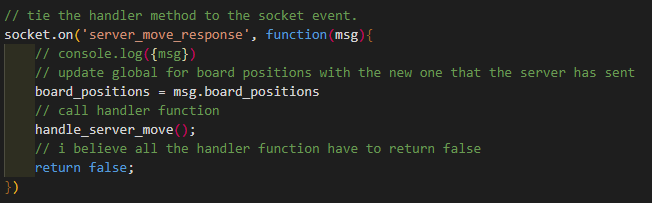 // tie the handler method to the socket event.
socket.on('server_move_response', function(msg){
    // console.log({msg})
    // update global for board positions with the new one that the server has sent
    board_positions = msg.board_positions
    // call handler function
    handle_server_move();
    // i believe all the handler function have to return false
    return false;
})